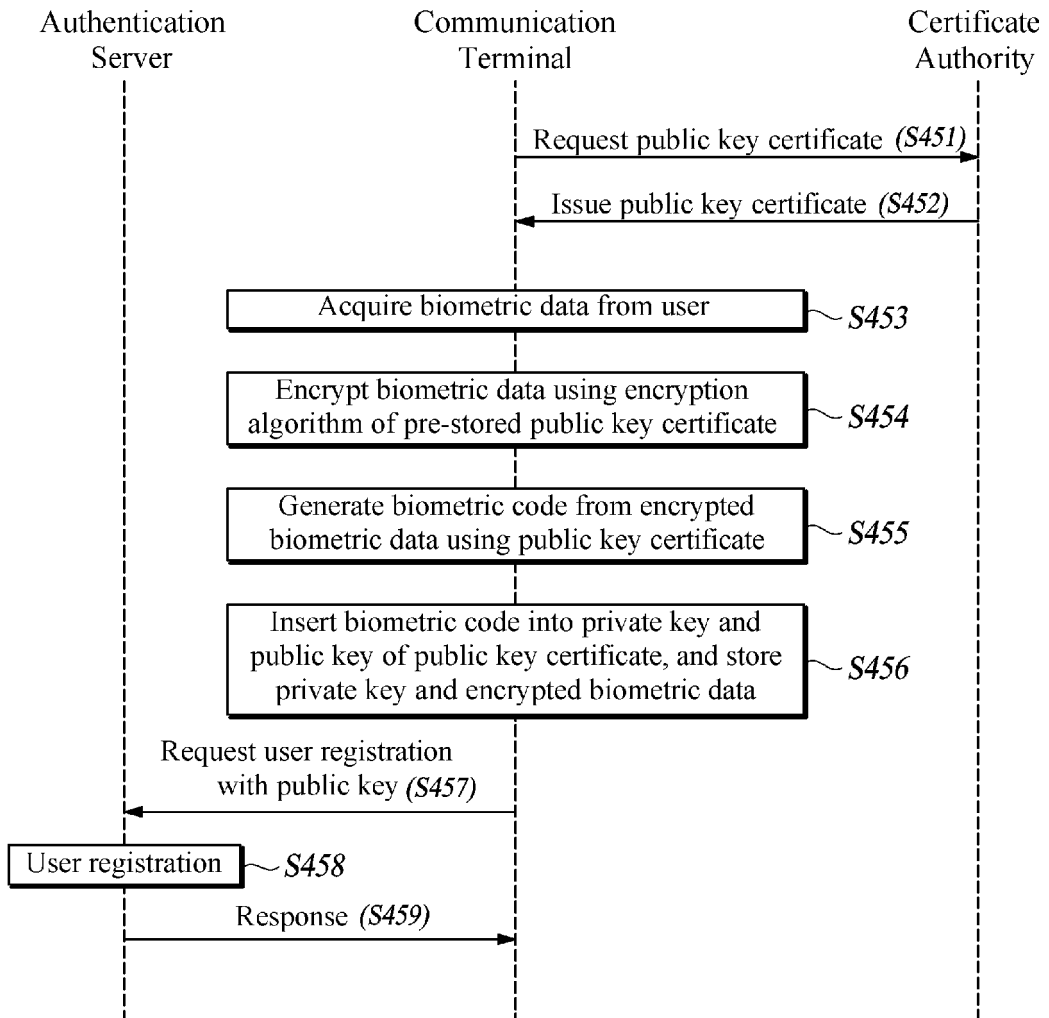 Authentication
Server
Communication
Terminal
Certificate
Authority
Request public key certificate (S451)
Issue public key certificate (S452)
Acquire biometric data from user
S453
Encrypt biometric data using encryption
algorithm of pre-stored public key certificate
S454
Generate biometric code from encrypted
biometric data using public key certificate
S455
Insert biometric code into private key and
public key of public key certificate, and store
private key and encrypted biometric data
S456
Request user registration
with public key (S457)
User registration
S458
Response (S459)